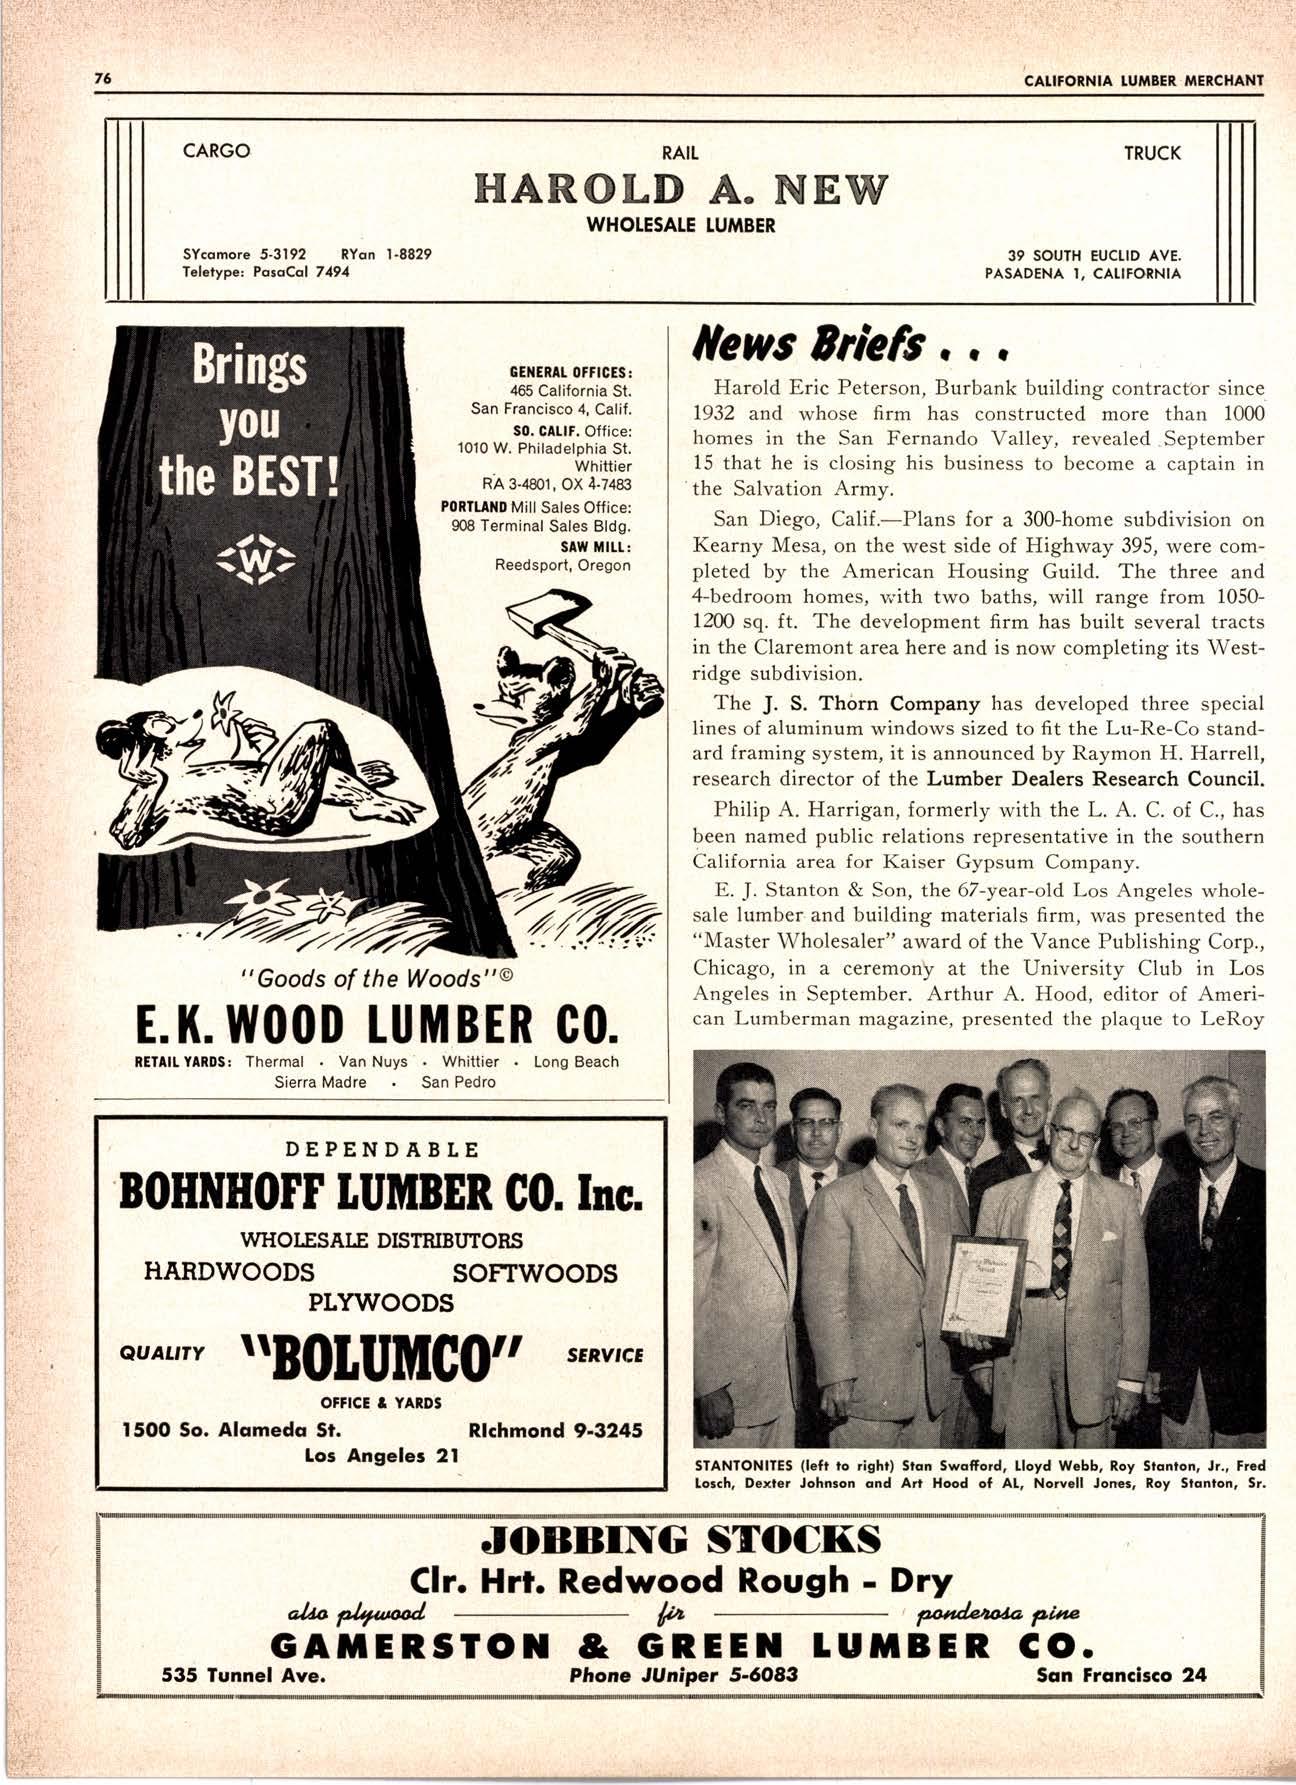 76
CALIFORNIA LUMBER MERCHANT
CARGO
RAIL
TRUCK
HAROLD A. NEW
WHOLESALE LUMBER
SYcamore 5-3192 RYan 1-8829
Teletype: PasaCal 7494
39 SOUTH EUCLID AVE.
PASADENA 1, CALIFORNIA
Brings
you
the BEST!
W
GENERAL OFFICES:
465 California St.
San Francisco 4, Calif.
SO. CALIF. Office:
1010 W. Philadelphia St.
Whittier
RA 3-4801, OX 4-7483
PORTLAND Mill Sales Office:
908 Terminal Sales Bldg.
SAW MILL:
Reedsport, Oregon
"Goods of the Woods"©
E.K. WOOD LUMBER CO.
RETAIL YARDS: Thermal • Van Nuys • Whittier • Long Beach
Sierra Madre • San Pedro
DEPENDABLE
BOHNHOFF LUMBER CO. Inc.
WHOLESALE DISTRIBUTORS
HARDWOODS SOFTWOODS
PLYWOODS
QUALITY "BOLUMCO" SERVICE
OFFICE & YARDS
1500 So. Alameda St. RIchmond 9-3245
Los Angeles 21
News Briefs . . .
Harold Eric Peterson, Burbank building contractor since
1932 and whose firm has constructed more than 1000
homes in the San Fernando Valley, revealed September
15 that he is closing his business to become a captain in
the Salvation Army.
San Diego, Calif.—Plans for a 300-home subdivision on
Kearny Mesa, on the west side of Highway 395, were com-
pleted by the American Housing Guild. The three and
4-bedroom homes, with two baths, will range from 1050-
1200 sq. ft. The development firm has built several tracts
in the Claremont area here and is now completing its West-
ridge subdivision.
The J. S. Thorn Company has developed three special
lines of aluminum windows sized to fit the Lu-Re-Co stand-
ard framing system, it is announced by Raymon H. Harrell,
research director of the Lumber Dealers Research Council.
Philip A. Harrigan, formerly with the L. A. C. of C., has
been named public relations representative in the southern
California area for Kaiser Gypsum Company.
E. J. Stanton & Son, the 67-year-old Los Angeles whole-
sale lumber and building materials firm, was presented the
"Master Wholesaler" award of the Vance Publishing Corp.,
Chicago, in a ceremony at the University Club in Los
Angeles in September. Arthur A. Hood, editor of Ameri-
can Lumberman magazine, presented the plaque to LeRoy
STANTONITES (left to right) Stan Swafford, Lloyd Webb, Roy Stanton, Jr., Fred
Losch, Dexter Johnson and Art Hood of AL, Norvell Jones, Roy Stanton, Sr.
JOBBING STOCKS
Clr. Hrt. Redwood Rough - Dry
also plywood fir ponderosa pine
GAMERSTON & GREEN LUMBER CO.
535 Tunnel Ave. Phone JUniper 5-6083 San Francisco 24